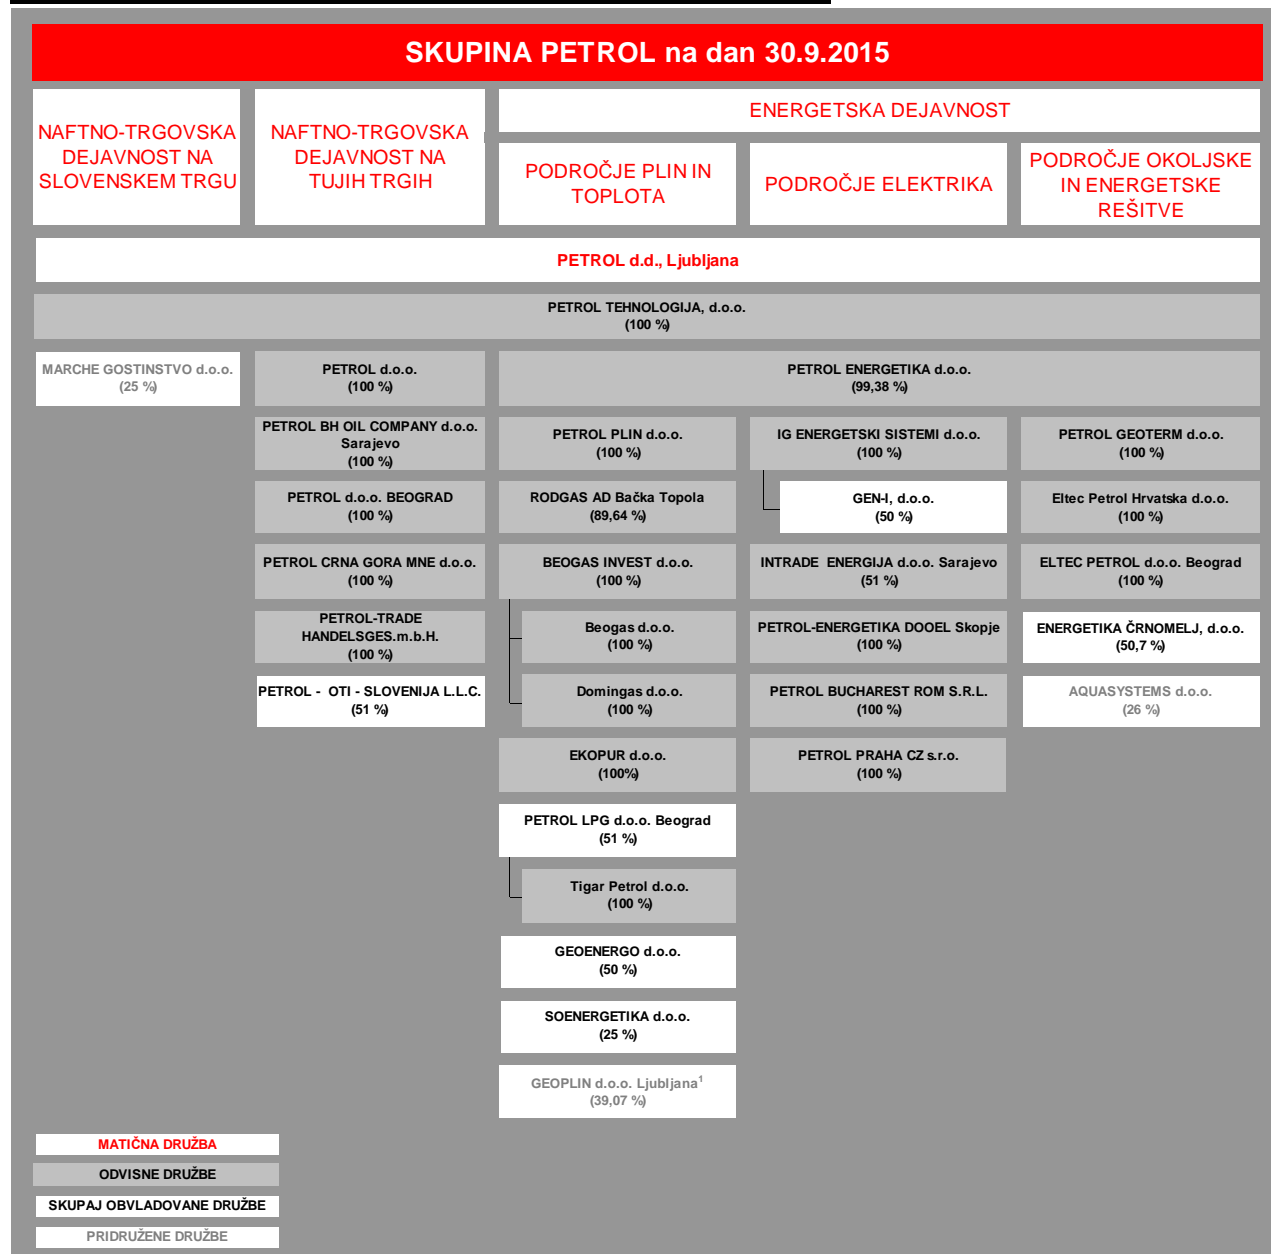 SKUPINA PETROL na dan 30.9.2015
NAFTNO-TRGOVSKA
DEJAVNOST NA
SLOVENSKEM TRGU
NAFTNO-TRGOVSKA
DEJAVNOST NA
TUJIH TRGIH
ENERGETSKA DEJAVNOST
PODROČJE PLIN IN
TOPLOTA
PODROČJE ELEKTRIKA
PODROČJE OKOLJSKE
IN ENERGETSKE
REŠITVE
PETROL d.d., Ljubljana
PETROL TEHNOLOGIJA, d.o.o.
(100 %)
MARCHE GOSTINSTVO d.o.o.
(25 %)
PETROL d.o.o.
(100 %)
PETROL BH OIL COMPANY d.o.o.
Sarajevo
(100 %)
PETROL d.o.o. BEOGRAD
(100 %)
PETROL CRNA GORA MNE d.o.o.
(100 %)
PETROL-TRADE
HANDELSGES.m.b.H.
(100 %)
PETROL - OTI - SLOVENIJA L.L.C.
(51 %)
PETROL ENERGETIKA d.o.o.
(99,38 %)
PETROL PLIN d.o.o.
(100 %)
RODGAS AD Bačka Topola
(89,64 %)
BEOGAS INVEST d.o.o.
(100 %)
Beogas d.o.o.
(100 %)
Domingas d.o.o.
(100 %)
EKOPUR d.o.o.
(100%)
PETROL LPG d.o.o. Beograd
(51 %)
Tigar Petrol d.o.o.
(100 %)
GEOENERGO d.o.o.
(50 %)
SOENERGETIKA d.o.o.
(25 %)
GEOPLIN d.o.o. Ljubljana¹
(39,07 %)
IG ENERGETSKI SISTEMI d.o.o.
(100 %)
GEN-I, d.o.o.
(50 %)
INTRADE ENERGIJA d.o.o. Sarajevo
(51 %)
PETROL-ENERGETIKA DOOEL Skopje
(100 %)
PETROL BUCHAREST ROM S.R.L.
(100 %)
PETROL PRAHA CZ s.r.o.
(100 %)
PETROL GEOTERM d.o.o.
(100 %)
Eltec Petrol Hrvatska d.o.o.
(100 %)
ELTEC PETROL d.o.o. Beograd
(100 %)
ENERGETIKA ČRNOMELJ, d.o.o.
(50,7 %)
AQUASYSTEMS d.o.o.
(26 %)
MATIČNA DRUŽBA
ODVISNE DRUŽBE
SKUPAJ OBVLADOVANE DRUŽBE
PRIDRUŽENE DRUŽBE